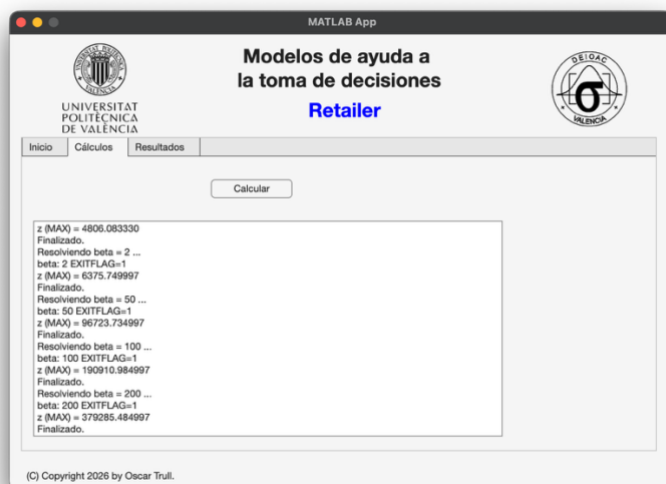 MATLAB App
UNIVERSITAT
POLITÈCNICA
DE VALÈNCIA
Modelos de ayuda a
la toma de decisiones
Retailer
DEIOAC
σ
VALENCIA
Inicio Cálculos Resultados
Calcular
z (MAX) = 4806.083330
Finalizado.
Resolviendo beta = 2 ...
beta: 2 EXITFLAG=1
z (MAX) = 6375.749997
Finalizado.
Resolviendo beta = 50 ...
beta: 50 EXITFLAG=1
z (MAX) = 96723.734997
Finalizado.
Resolviendo beta = 100 ...
beta: 100 EXITFLAG=1
z (MAX) = 190910.984997
Finalizado.
Resolviendo beta = 200 ...
beta: 200 EXITFLAG=1
z (MAX) = 379285.484997
Finalizado.
(C) Copyright 2026 by Oscar Trull.